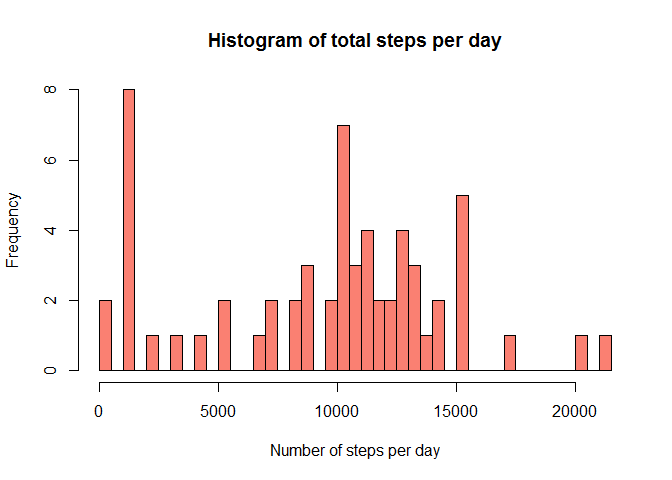 Histogram of total steps per day
Frequency
8
6
4
2
0
0 5000 10000 15000 20000
Number of steps per day